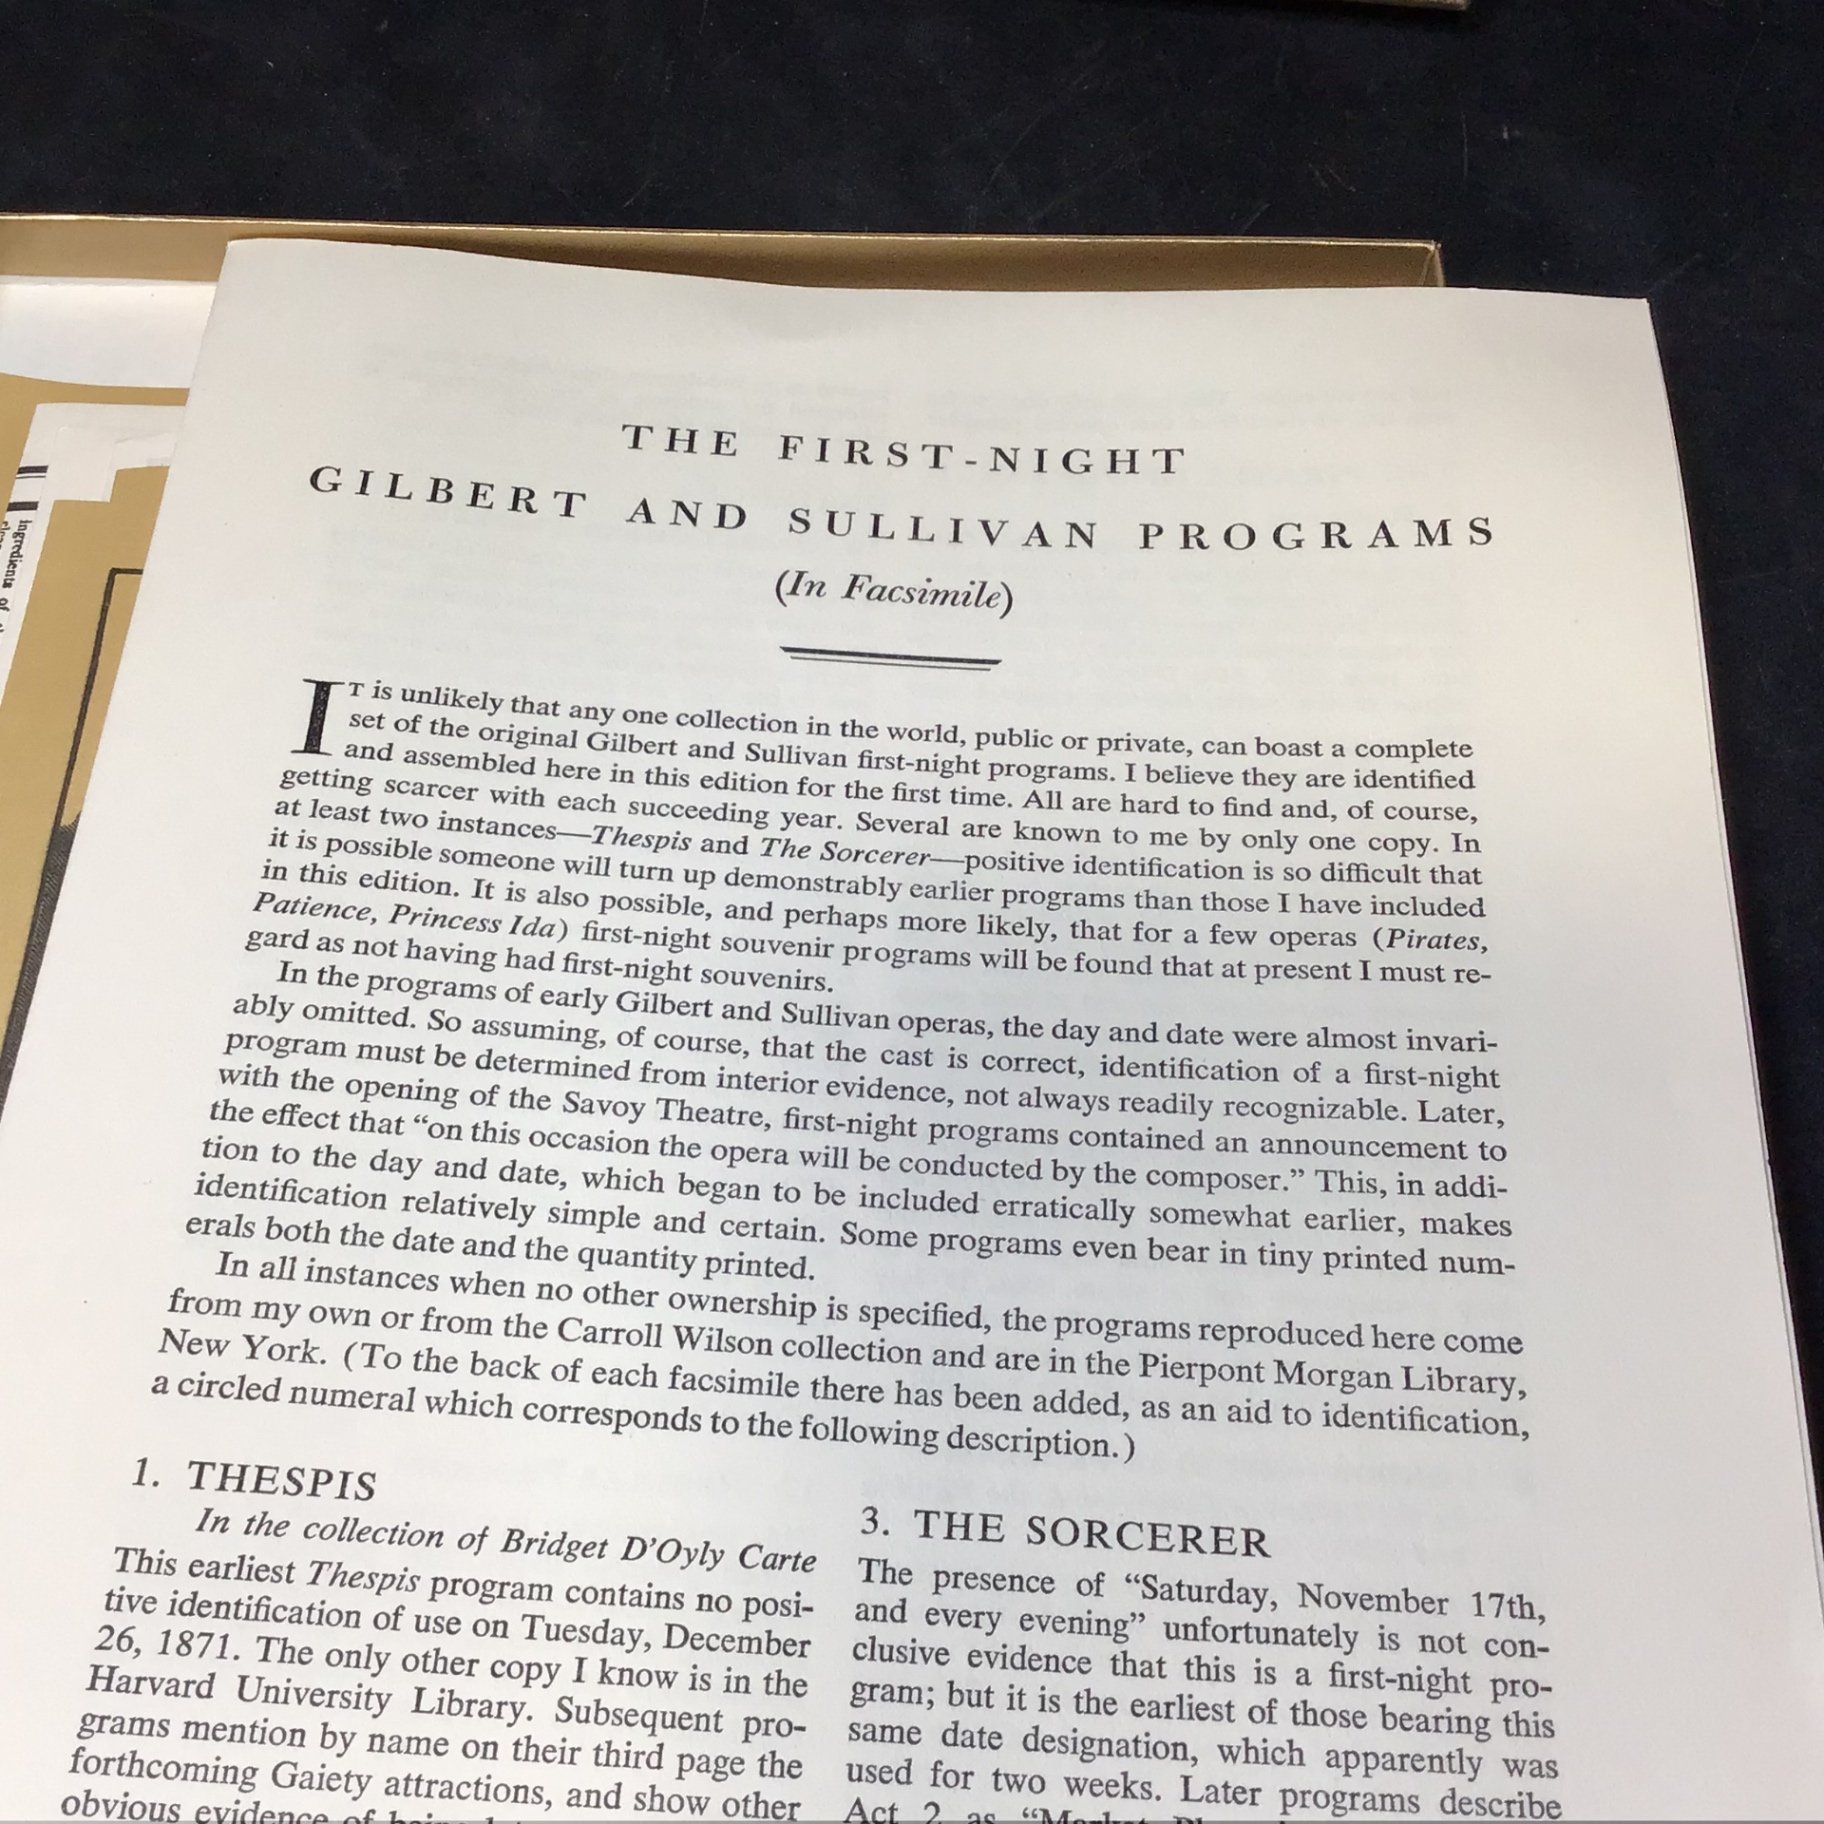 THE FIRST-NIGHT
GILBERT AND SULLIVAN PROGRAMS
(In Facsimile)
IT is unlikely that any one collection in the world, public or private, can boast a complete
set of the original Gilbert and Sullivan first-night programs. I believe they are identified
and assembled here in this edition for the first time. All are hard to find and, of course,
getting scarcer with each succeeding year. Several are known to me by only one copy. In
at least two instances—Thespis and The Sorcerer—positive identification is so difficult that
it is possible someone will turn up demonstrably earlier programs than those I have included
in this edition. It is also possible, and perhaps more likely, that for a few operas (Pirates,
Patience, Princess Ida) first-night souvenir programs will be found that at present I must re-
gard as not having had first-night souvenirs.
In the programs of early Gilbert and Sullivan operas, the day and date were almost invari-
ably omitted. So assuming, of course, that the cast is correct, identification of a first-night
program must be determined from interior evidence, not always readily recognizable. Later,
with the opening of the Savoy Theatre, first-night programs contained an announcement to
the effect that “on this occasion the opera will be conducted by the composer.” This, in addi-
tion to the day and date, which began to be included erratically somewhat earlier, makes
identification relatively simple and certain. Some programs even bear in tiny printed num-
erals both the date and the quantity printed.
In all instances when no other ownership is specified, the programs reproduced here come
from my own or from the Carroll Wilson collection and are in the Pierpont Morgan Library,
New York. (To the back of each facsimile there has been added, as an aid to identification,
a circled numeral which corresponds to the following description.)
1. THESPIS
In the collection of Bridget D’Oyly Carte
This earliest Thespis program contains no posi-
tive identification of use on Tuesday, December
26, 1871. The only other copy I know is in the
Harvard University Library. Subsequent pro-
grams mention by name on their third page the
forthcoming Gaiety attractions, and show other
obvious evidence of being
3. THE SORCERER
The presence of “Saturday, November 17th,
and every evening” unfortunately is not con-
clusive evidence that this is a first-night pro-
gram; but it is the earliest of those bearing this
same date designation, which apparently was
used for two weeks. Later programs describe
Act 2 as “Market
Ingredients of